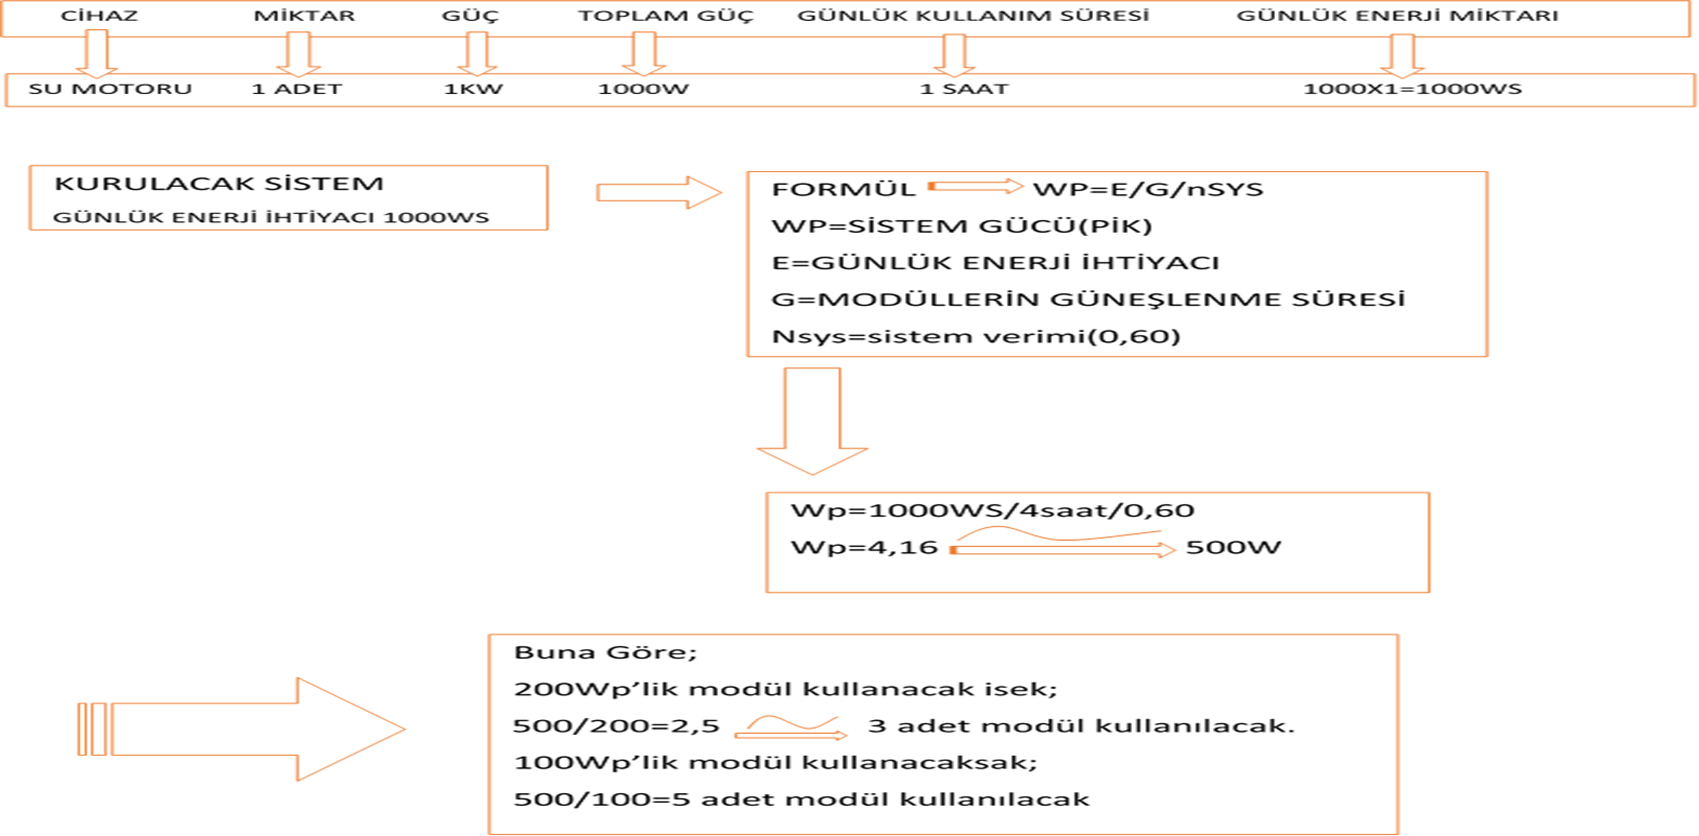 CİHAZ MİKTAR GÜÇ TOPLAM GÜÇ GÜNLÜK KULLANIM SÜRESİ GÜNLÜK ENERJİ MİKTARI
SU MOTORU 1 ADET 1KW 1000W 1 SAAT 1000X1=1000WS
KURULACAK SİSTEM
GÜNLÜK ENERJİ İHTİYACI 1000WS
FORMÜL WP=E/G/nSYS
WP=SİSTEM GÜCÜ(PİK)
E=GÜNLÜK ENERJİ İHTİYACI
G=MODÜLLERİN GÜNEŞLENME SÜRESİ
Nsys=sistem verimi(0,60)
Wp=1000WS/4saat/0,60
Wp=4,16 500W
Buna Göre;
200Wp’lik modül kullanacak isek;
500/200=2,5 3 adet modül kullanılacak.
100Wp’lik modül kullanacaksak;
500/100=5 adet modül kullanılacak